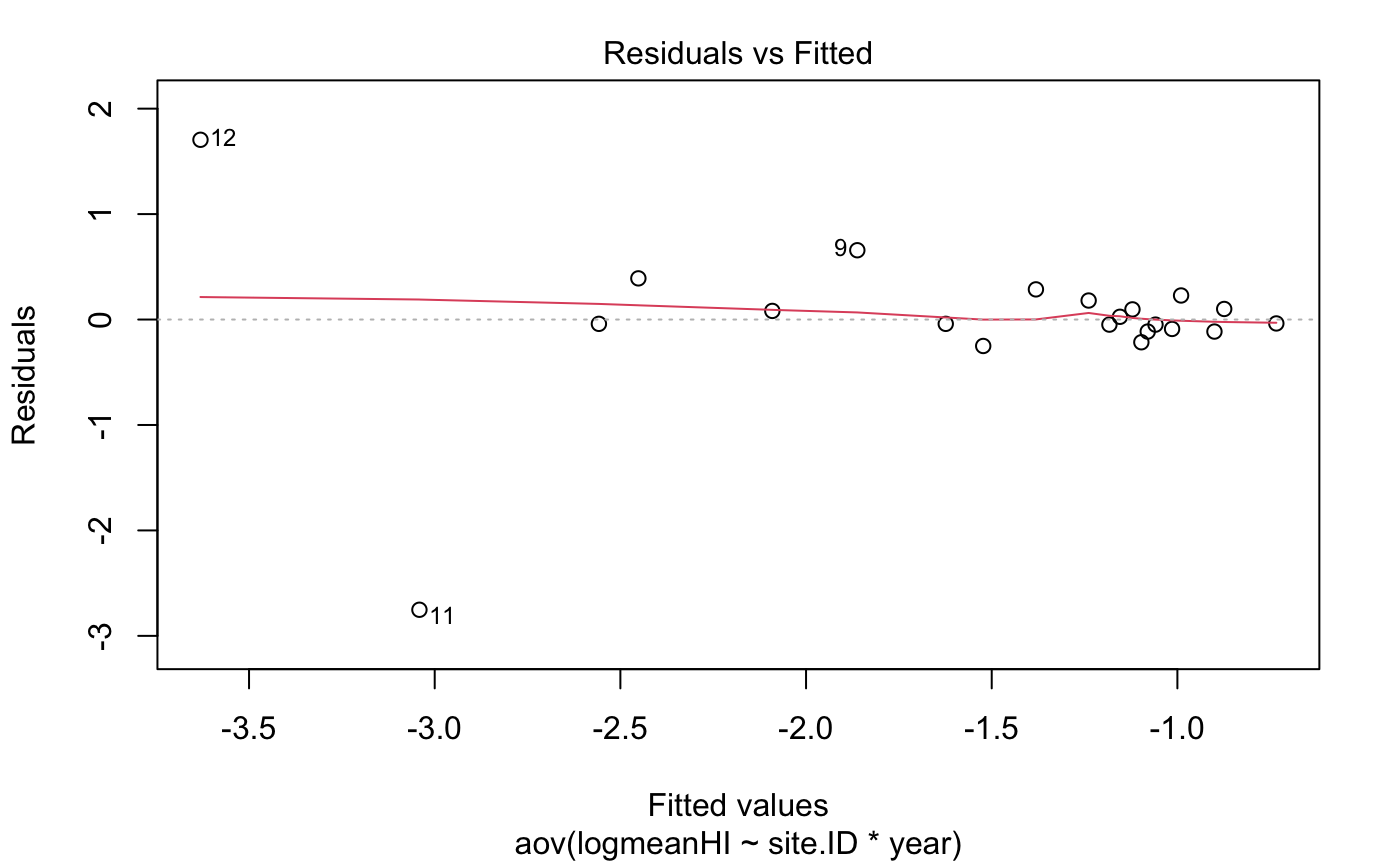 Residuals vs Fitted
2
1
0
-1
-2
-3
Residuals
12
9
11
-3.5 -3.0 -2.5 -2.0 -1.5 -1.0
Fitted values
aov(logmeanHI ~ site.ID * year)